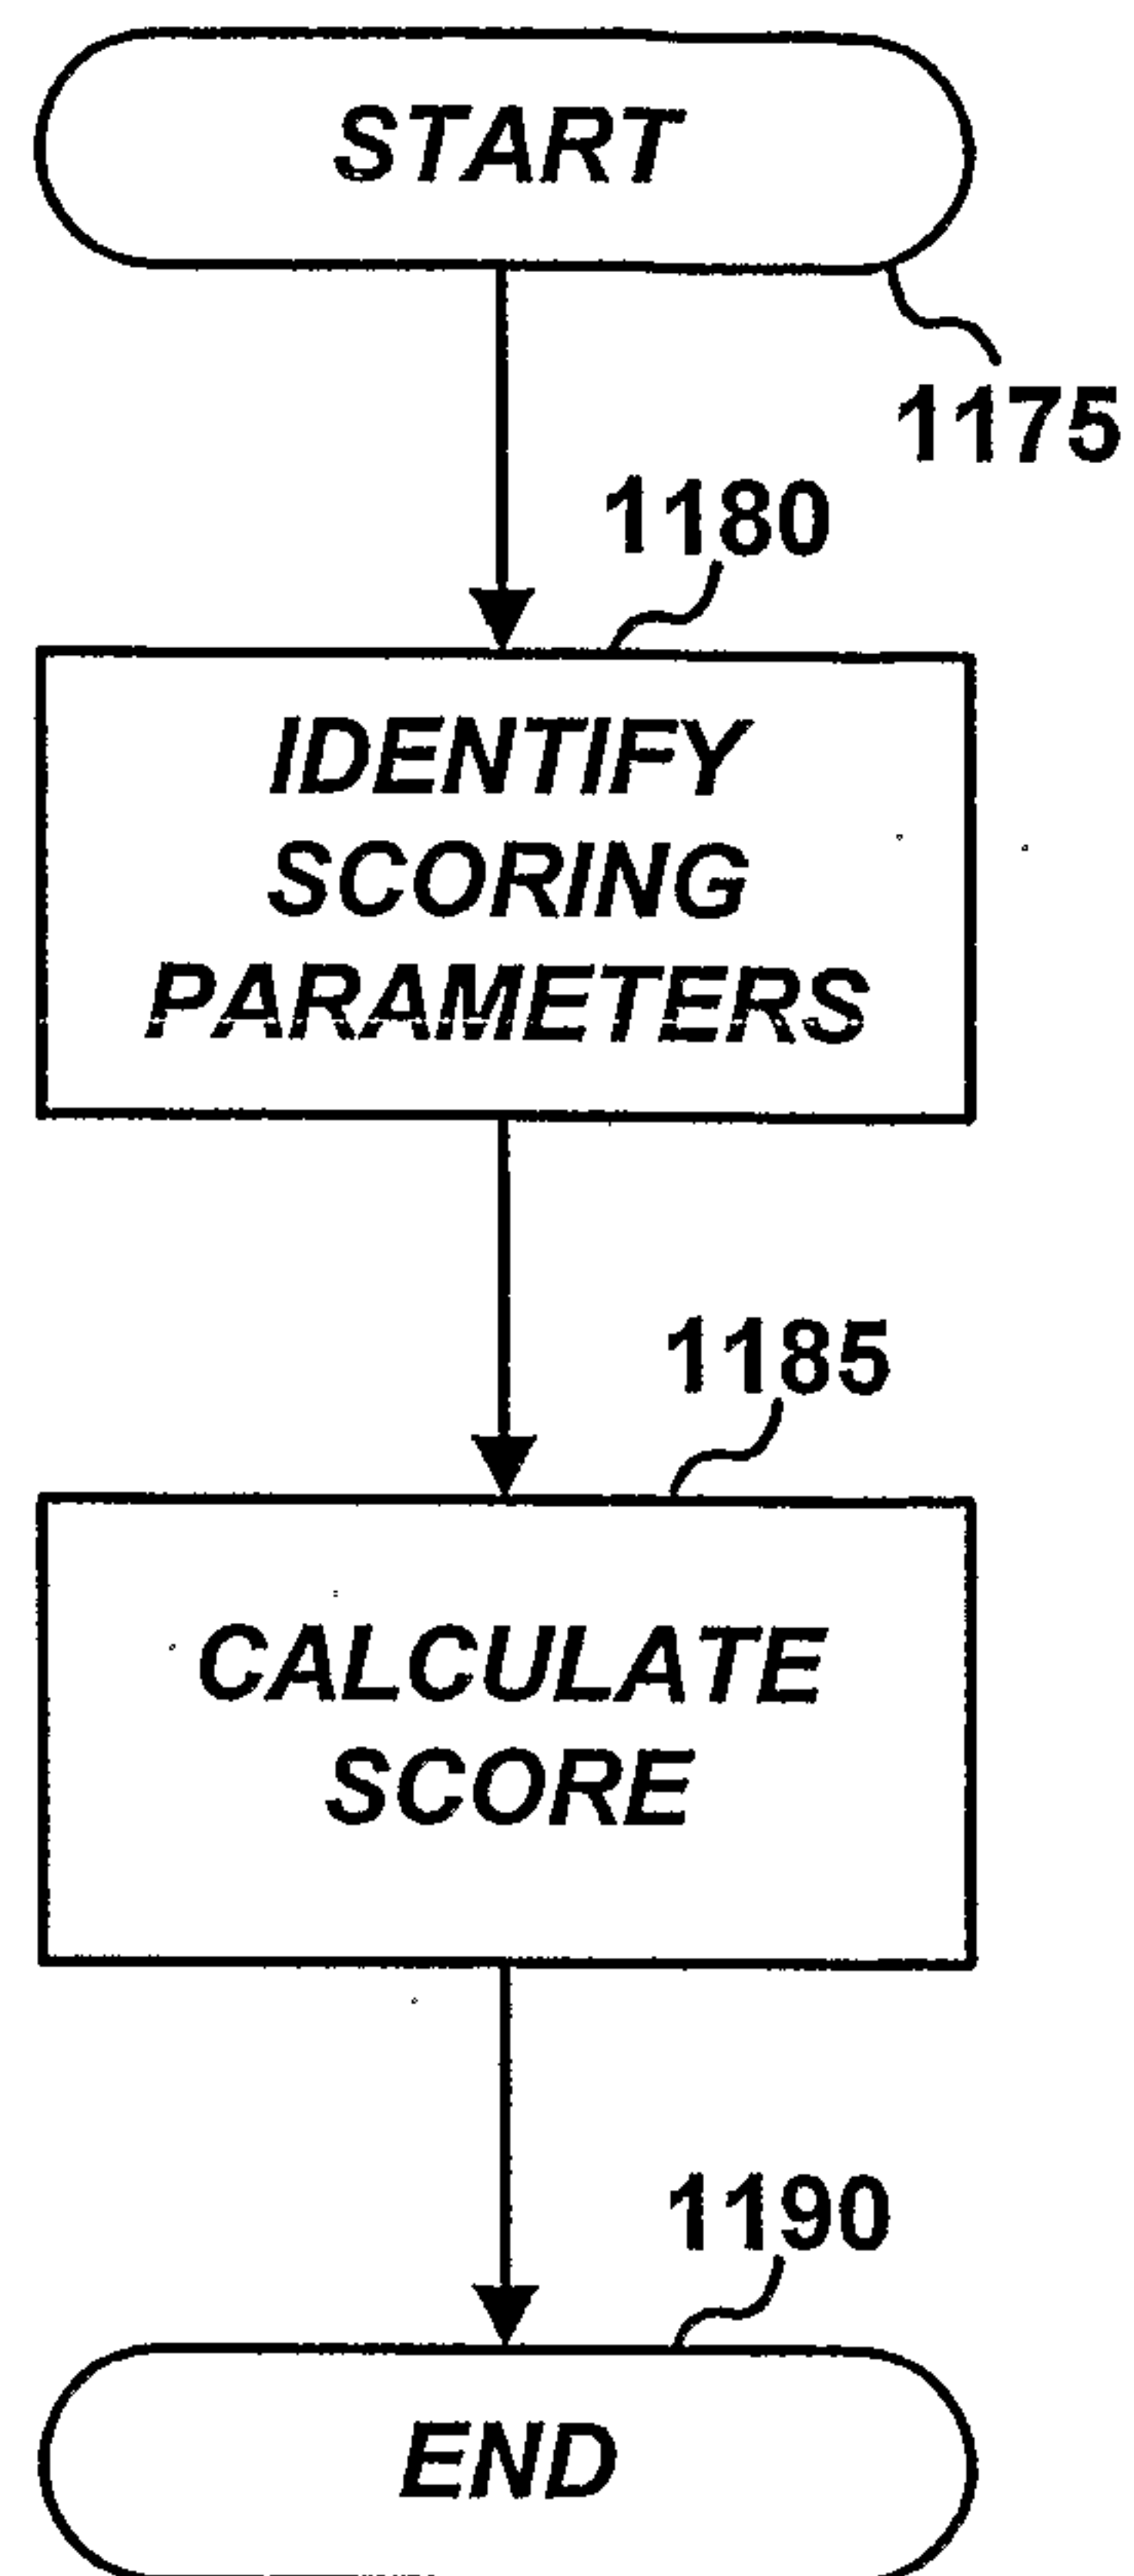 START
1175
1180
IDENTIFY
SCORING
PARAMETERS
1185
CALCULATE
SCORE
1190
END